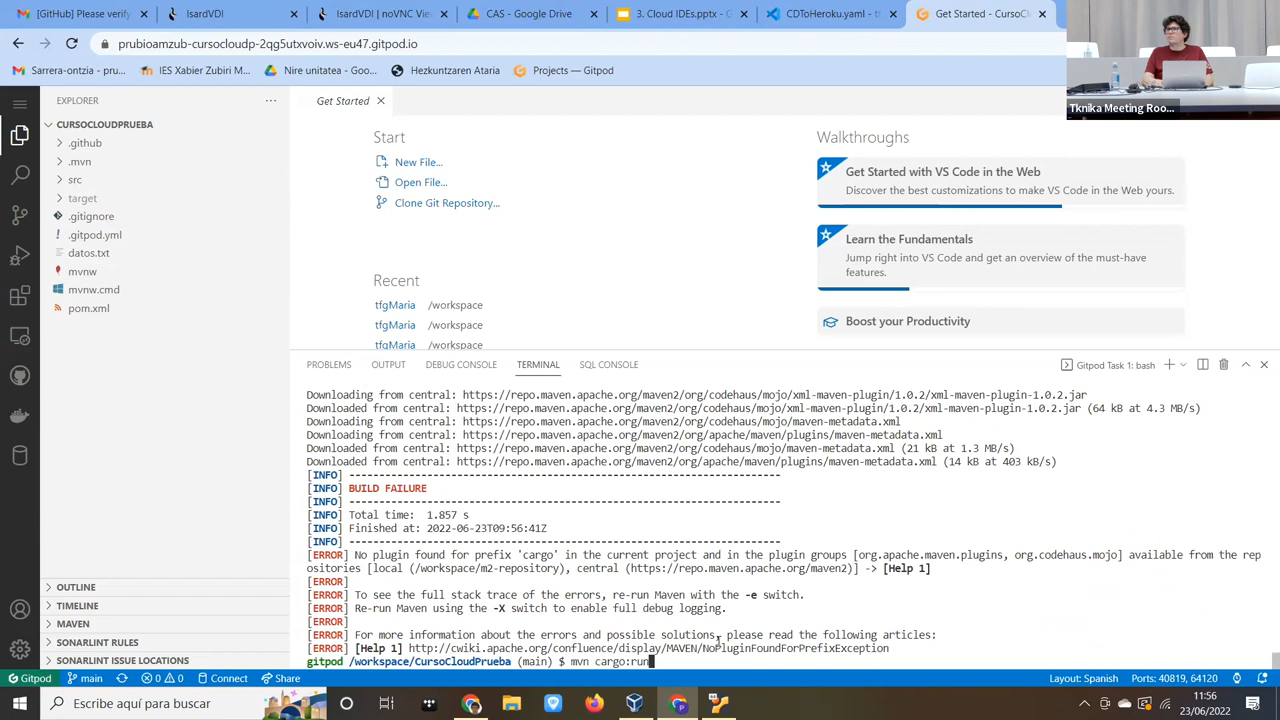 IsardVDI
Cloud IDEs.pptx
CDToHeroku.ppt
prubioamzub-cursocloudp-2qg5utxvoiv.ws-eu47.gitpod.io
Sarrera-ontzia – pru...
IES Xabier Zubiri M...
Nire unitatea – Goo...
Hezkuntzaren Ataria
Projects — Gitpod
Tknika Meeting Roo...
EXPLORER
Get Started
CURSOCLOUDPRUEBA
.github
.mvn
src
target
.gitignore
.gitpod.yml
datos.txt
mvnw
mvnw.cmd
pom.xml
Start
New File...
Open File...
Clone Git Repository...
Recent
tfgMaria /workspace
tfgMaria /workspace
tfgMaria /workspace
Walkthroughs
Get Started with VS Code in the Web
Discover the best customizations to make VS Code in the Web yours.
Learn the Fundamentals
Jump right into VS Code and get an overview of the must-have
features.
Boost your Productivity
PROBLEMS OUTPUT DEBUG CONSOLE TERMINAL SQL CONSOLE
Gitpod Task 1: bash
Downloading from central: https://repo.maven.apache.org/maven2/org/codehaus/mojo/xml-maven-plugin/1.0.2/xml-maven-plugin-1.0.2.jar
Downloaded from central: https://repo.maven.apache.org/maven2/org/codehaus/mojo/xml-maven-plugin/1.0.2/xml-maven-plugin-1.0.2.jar (64 kB at 4.3 MB/s)
Downloading from central: https://repo.maven.apache.org/maven2/org/codehaus/mojo/maven-metadata.xml
Downloading from central: https://repo.maven.apache.org/maven2/org/apache/maven/plugins/maven-metadata.xml
Downloaded from central: https://repo.maven.apache.org/maven2/org/codehaus/mojo/maven-metadata.xml (21 kB at 1.3 MB/s)
Downloaded from central: https://repo.maven.apache.org/maven2/org/apache/maven/plugins/maven-metadata.xml (14 kB at 403 kB/s)
[INFO] ------------------------------------------------------------------------
[INFO] BUILD FAILURE
[INFO] ------------------------------------------------------------------------
[INFO] Total time:  1.857 s
[INFO] Finished at: 2022-06-23T09:56:41Z
[INFO] ------------------------------------------------------------------------
[ERROR] No plugin found for prefix 'cargo' in the current project and in the plugin groups [org.apache.maven.plugins, org.codehaus.mojo] available from the rep
ositories [local (/workspace/m2-repository), central (https://repo.maven.apache.org/maven2)] -> [Help 1]
[ERROR]
[ERROR] To see the full stack trace of the errors, re-run Maven with the -e switch.
[ERROR] Re-run Maven using the -X switch to enable full debug logging.
[ERROR]
[ERROR] For more information about the errors and possible solutions, please read the following articles:
[ERROR] [Help 1] http://cwiki.apache.org/confluence/display/MAVEN/NoPluginFoundForPrefixException
gitpod /workspace/CursoCloudPrueba (main) $ mvn cargo:run
OUTLINE
TIMELINE
MAVEN
SONARLINT RULES
SONARLINT ISSUE LOCATIONS
Gitpod
main
0 0
Connect
Share
Layout: Spanish
Ports: 40819, 64120
Escribe aquí para buscar
11:56
23/06/2022